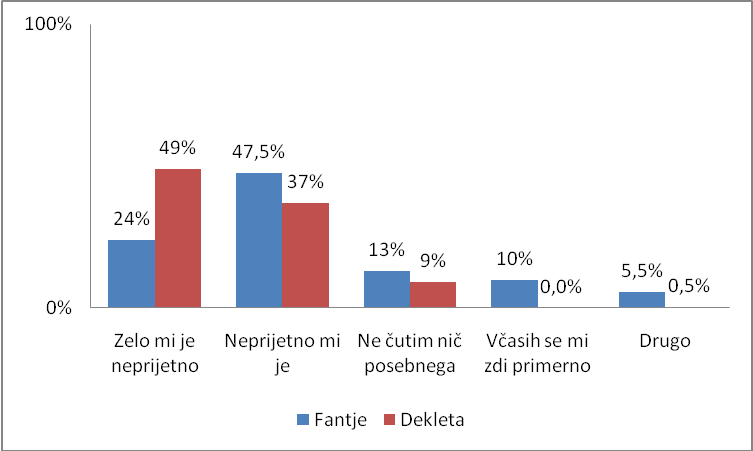 100%
49%
47,5%
37%
24%
13%
9%
10%
0,0%
5,5%
0,5%
0%
Zelo mi je
neprijetno
Neprijetno mi
je
Ne čutim nič
posebnega
Včasih se mi
zdi primerno
Drugo
Fantje
Dekleta